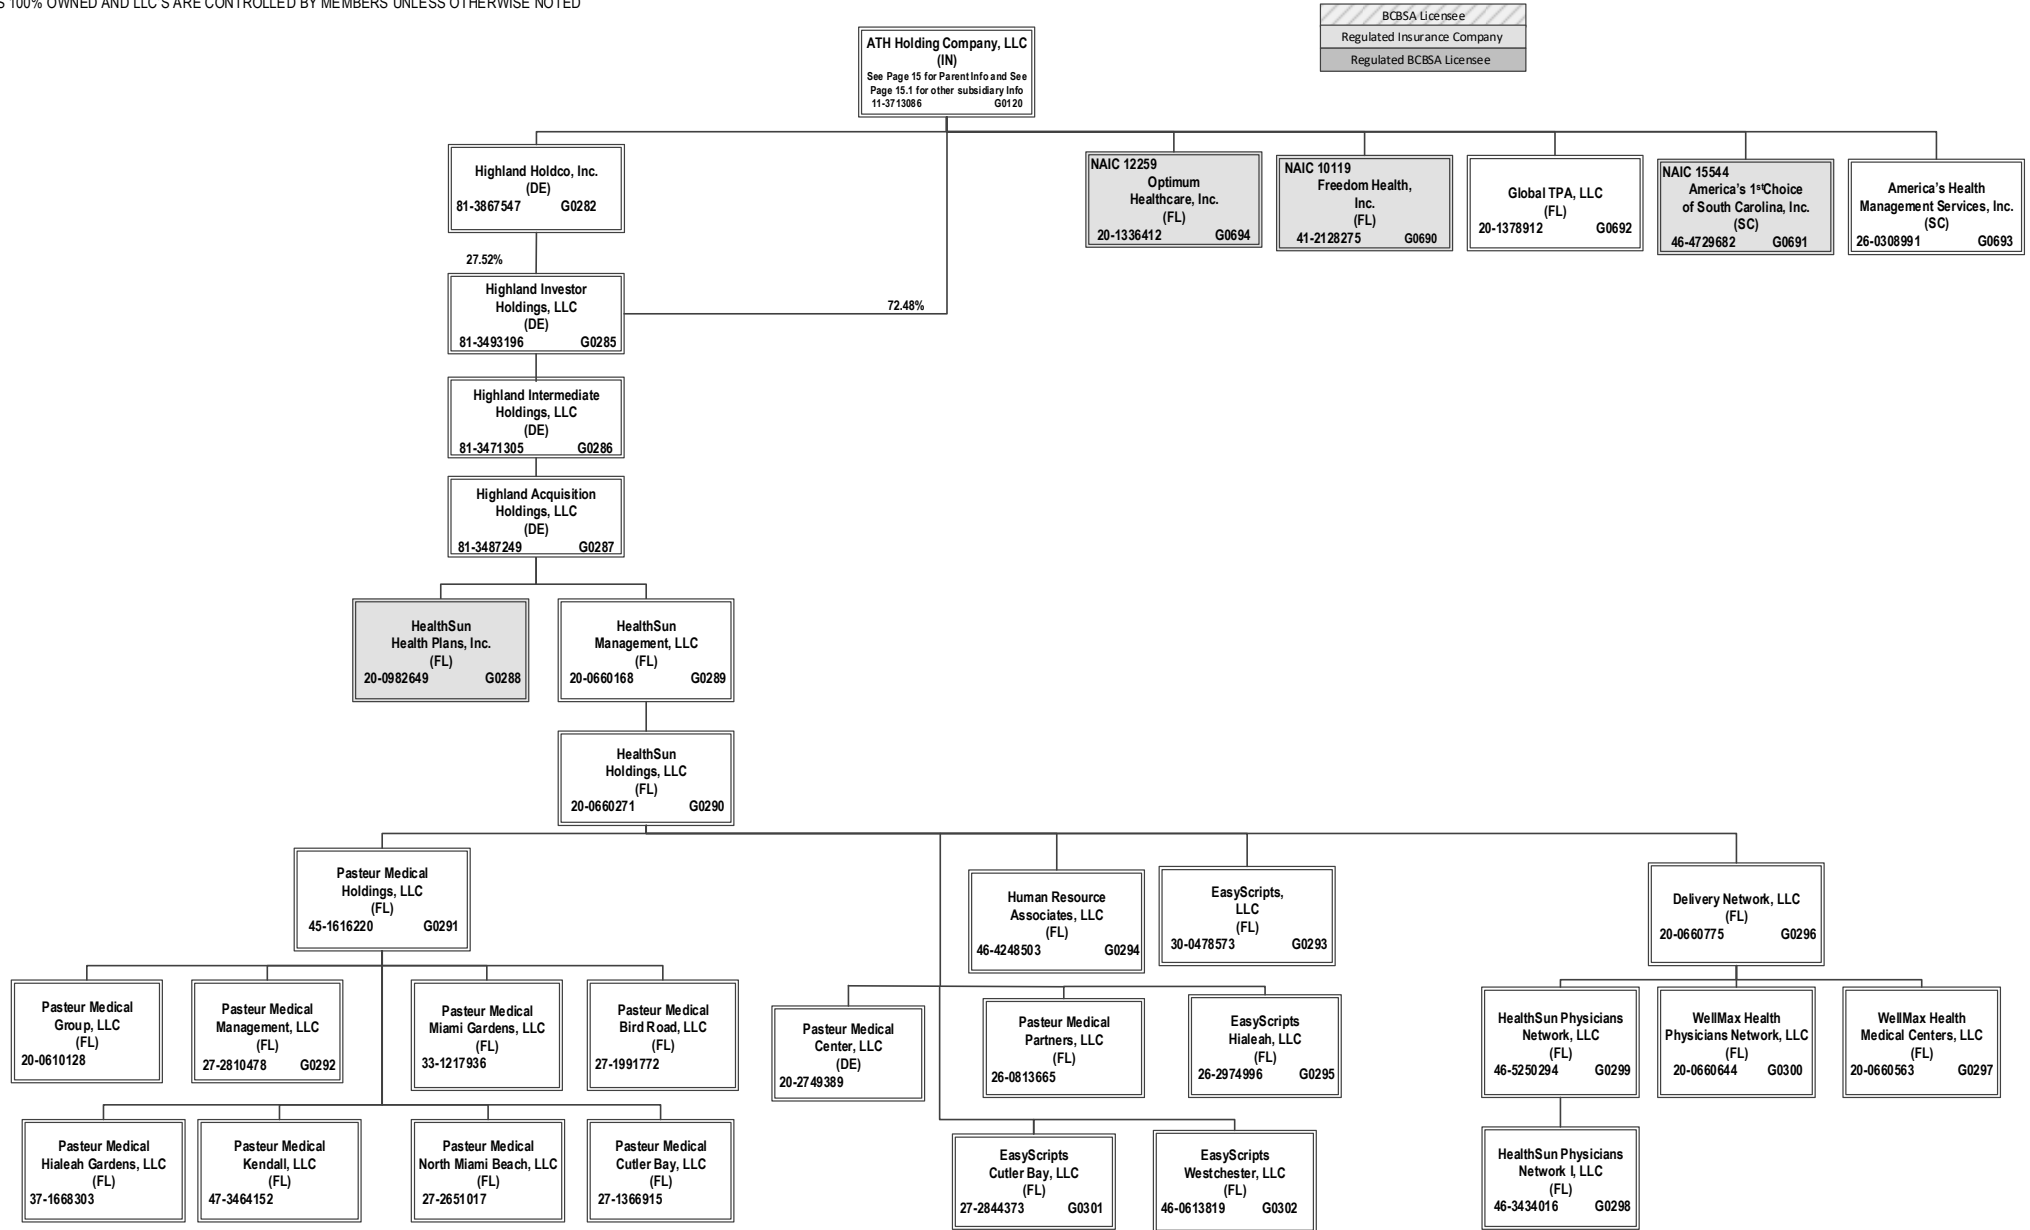 S 100% OWNED AND LLC'S ARE CONTROLLED BY MEMBERS UNLESS OTHERWISE NOTED
BCBSA Licensee
Regulated Insurance Company
Regulated BCBSA Licensee
ATH Holding Company, LLC
(IN)
See Page 15 for Parent Info and See
Page 15.1 for other subsidiary Info
11-3713086 G0120
Highland Holdco, Inc.
(DE)
81-3867547 G0282
NAIC 12259
Optimum
Healthcare, Inc.
(FL)
20-1336412 G0694
NAIC 10119
Freedom Health,
Inc.
(FL)
41-2128275 G0690
Global TPA, LLC
(FL)
20-1378912 G0692
NAIC 15544
America's 1stChoice
of South Carolina, Inc.
(SC)
46-4729682 G0691
America's Health
Management Services, Inc.
(SC)
26-0308991 G0693
27.52%
72.48%
Highland Investor
Holdings, LLC
(DE)
81-3493196 G0285
Highland Intermediate
Holdings, LLC
(DE)
81-3471305 G0286
Highland Acquisition
Holdings, LLC
(DE)
81-3487249 G0287
HealthSun
Health Plans, Inc.
(FL)
20-0982649 G0288
HealthSun
Management, LLC
(FL)
20-0660168 G0289
HealthSun
Holdings, LLC
(FL)
20-0660271 G0290
Pasteur Medical
Holdings, LLC
(FL)
45-1616220 G0291
Human Resource
Associates, LLC
(FL)
46-4248503 G0294
EasyScripts,
LLC
(FL)
30-0478573 G0293
Delivery Network, LLC
(FL)
20-0660775 G0296
Pasteur Medical
Group, LLC
(FL)
20-0610128
Pasteur Medical
Management, LLC
(FL)
27-2810478 G0292
Pasteur Medical
Miami Gardens, LLC
(FL)
33-1217936
Pasteur Medical
Bird Road, LLC
(FL)
27-1991772
Pasteur Medical
Center, LLC
(DE)
20-2749389
Pasteur Medical
Partners, LLC
(FL)
26-0813665
EasyScripts
Hialeah, LLC
(FL)
26-2974996 G0295
HealthSun Physicians
Network, LLC
(FL)
46-5250294 G0299
WellMax Health
Physicians Network, LLC
(FL)
20-0660644 G0300
WellMax Health
Medical Centers, LLC
(FL)
20-0660563 G0297
Pasteur Medical
Hialeah Gardens, LLC
(FL)
37-1668303
Pasteur Medical
Kendall, LLC
(FL)
47-3464152
Pasteur Medical
North Miami Beach, LLC
(FL)
27-2651017
Pasteur Medical
Cutler Bay, LLC
(FL)
27-1366915
EasyScripts
Cutler Bay, LLC
(FL)
27-2844373 G0301
EasyScripts
Westchester, LLC
(FL)
46-0613819 G0302
HealthSun Physicians
Network I, LLC
(FL)
46-3434016 G0298